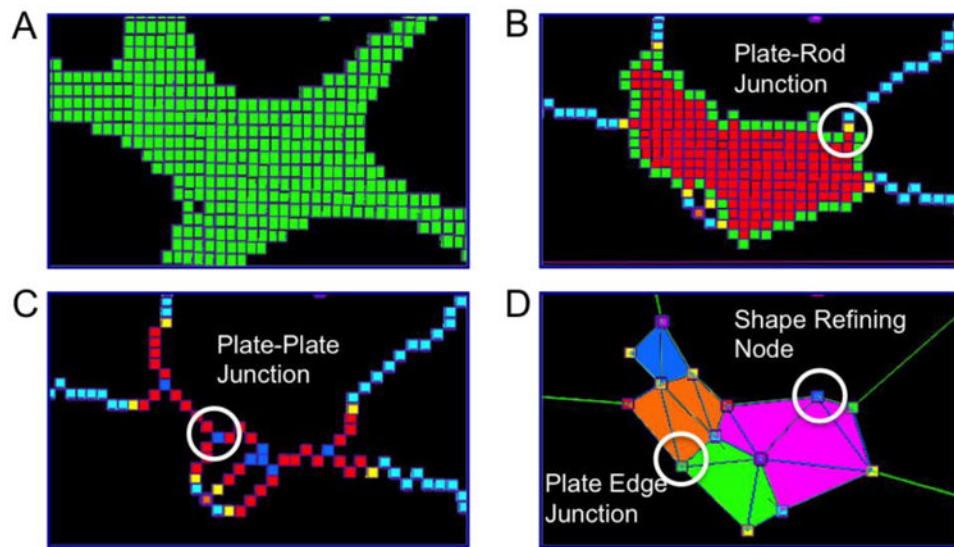 A
B
Plate-Rod
Junction
C
Plate-Plate
Junction
D
Shape Refining
Node
Plate Edge
Junction